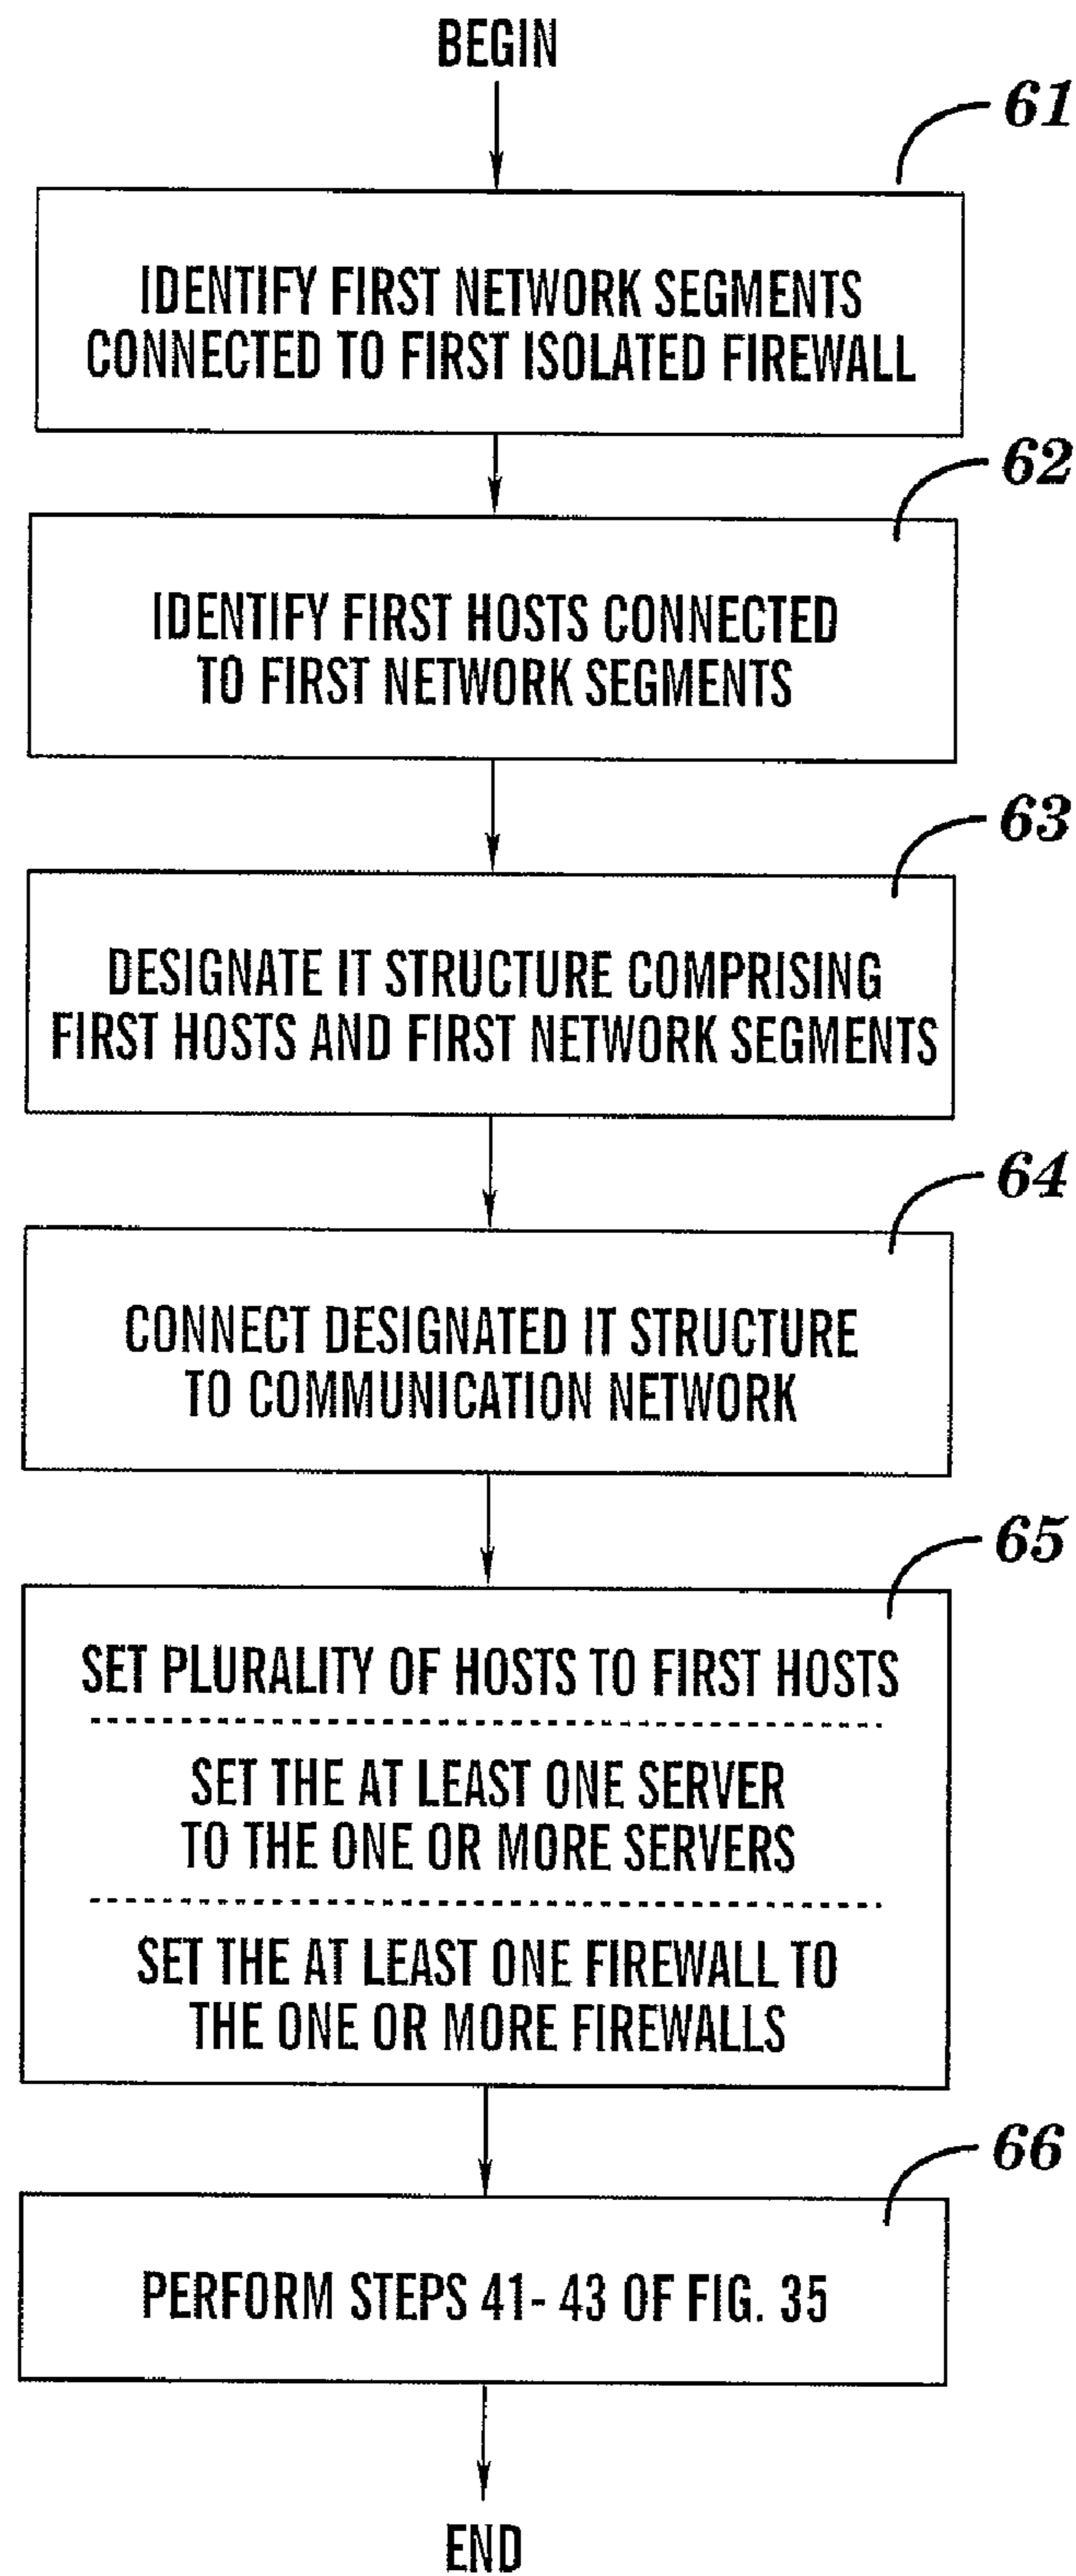 BEGIN
61
IDENTIFY FIRST NETWORK SEGMENTS
CONNECTED TO FIRST ISOLATED FIREWALL
62
IDENTIFY FIRST HOSTS CONNECTED
TO FIRST NETWORK SEGMENTS
63
DESIGNATE IT STRUCTURE COMPRISING
FIRST HOSTS AND FIRST NETWORK SEGMENTS
64
CONNECT DESIGNATED IT STRUCTURE
TO COMMUNICATION NETWORK
65
SET PLURALITY OF HOSTS TO FIRST HOSTS
SET THE AT LEAST ONE SERVER
TO THE ONE OR MORE SERVERS
SET THE AT LEAST ONE FIREWALL TO
THE ONE OR MORE FIREWALLS
66
PERFORM STEPS 41- 43 OF FIG. 35
END